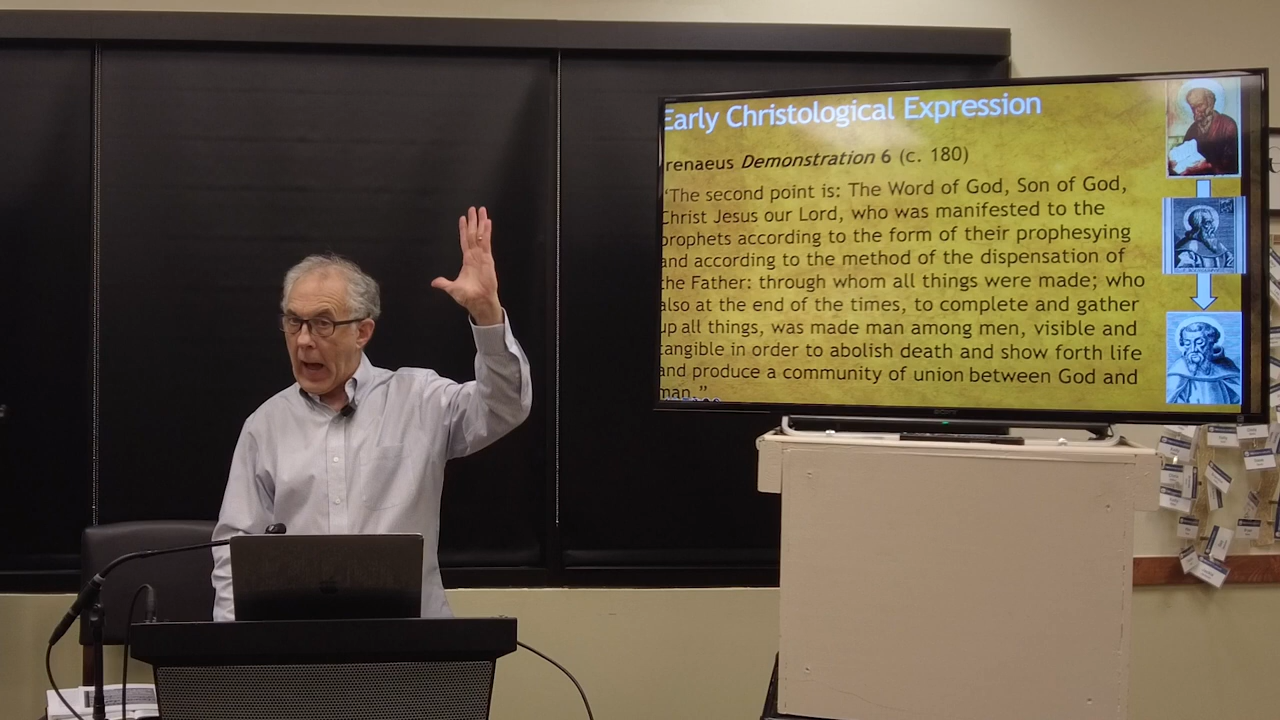 Early Christological Expression
renaeus Demonstration 6 (c. 180)
“The second point is: The Word of God, Son of God,
Christ Jesus our Lord, who was manifested to the
prophets according to the form of their prophesying
and according to the method of the dispensation of
the Father: through whom all things were made; who
also at the end of the times, to complete and gather
up all things, was made man among men, visible and
tangible in order to abolish death and show forth life
and produce a community of union between God and
man.”
SONY